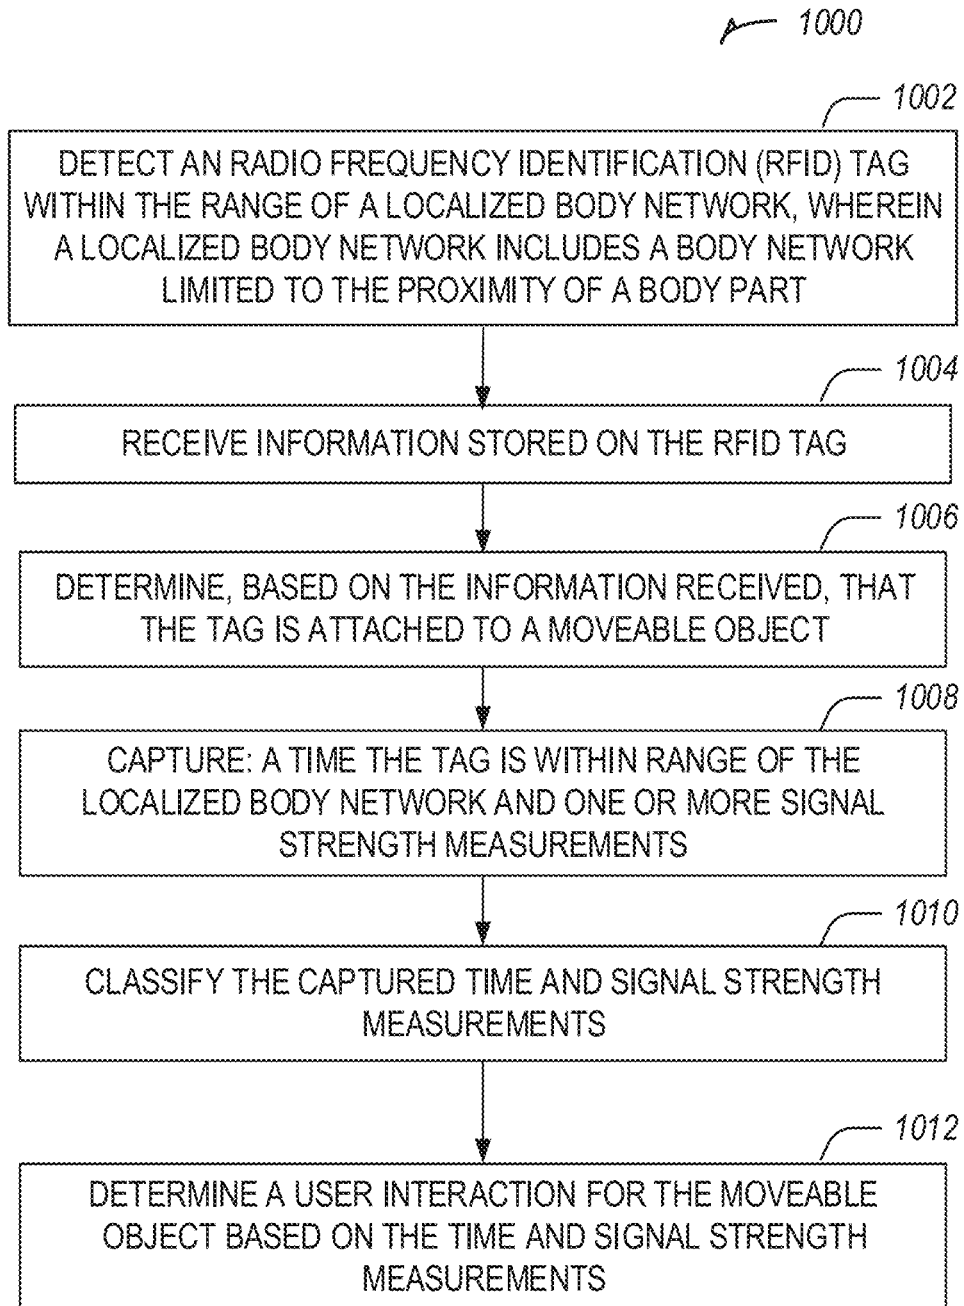 1000
1002
DETECT AN RADIO FREQUENCY IDENTIFICATION (RFID) TAG
WITHIN THE RANGE OF A LOCALIZED BODY NETWORK, WHEREIN
A LOCALIZED BODY NETWORK INCLUDES A BODY NETWORK
LIMITED TO THE PROXIMITY OF A BODY PART
1004
RECEIVE INFORMATION STORED ON THE RFID TAG
1006
DETERMINE, BASED ON THE INFORMATION RECEIVED, THAT
THE TAG IS ATTACHED TO A MOVEABLE OBJECT
1008
CAPTURE: A TIME THE TAG IS WITHIN RANGE OF THE
LOCALIZED BODY NETWORK AND ONE OR MORE SIGNAL
STRENGTH MEASUREMENTS
1010
CLASSIFY THE CAPTURED TIME AND SIGNAL STRENGTH
MEASUREMENTS
1012
DETERMINE A USER INTERACTION FOR THE MOVEABLE
OBJECT BASED ON THE TIME AND SIGNAL STRENGTH
MEASUREMENTS